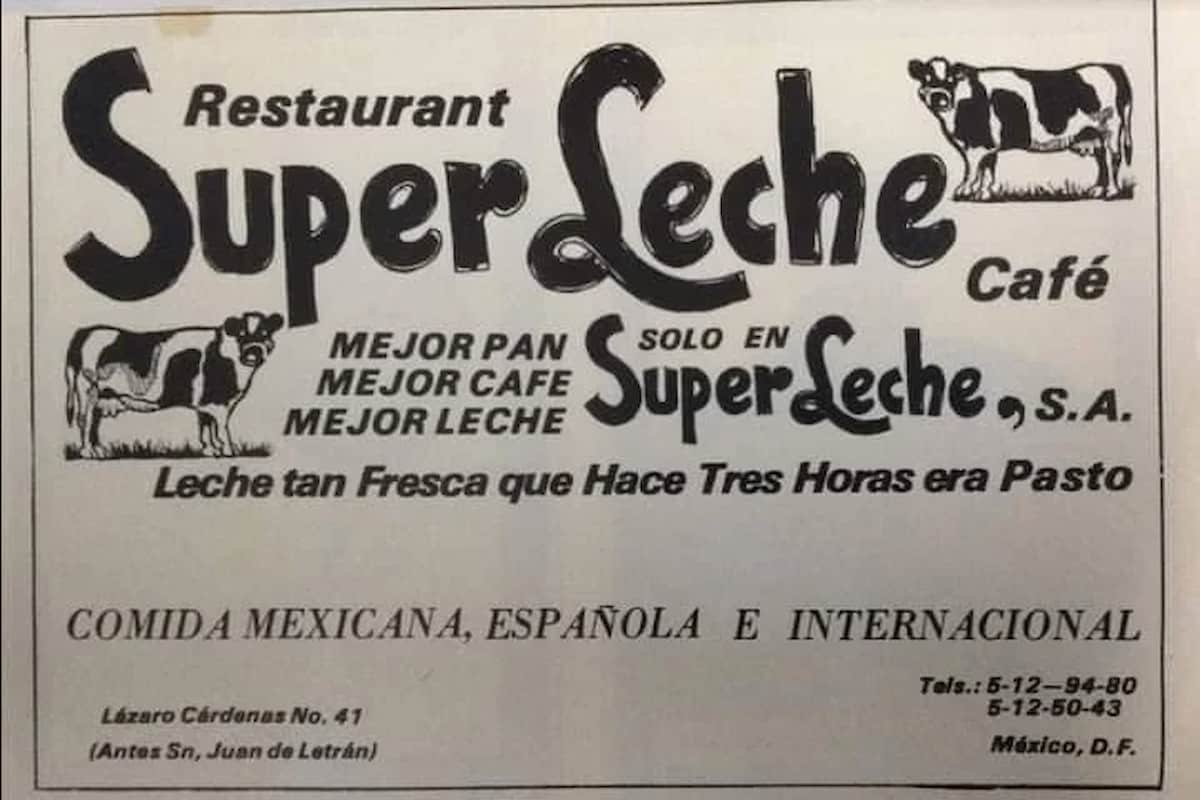 Restaurant
Super Leche
Café
MEJOR PAN
MEJOR CAFE
MEJOR LECHE
SOLO EN
Super Leche, S.A.
Leche tan Fresca que Hace Tres Horas era Pasto
COMIDA MEXICANA, ESPAÑOLA E INTERNACIONAL
Lázaro Cárdenas No. 41
(Antes Sn, Juan de Letrán)
Tels.: 5-12-94-80
5-12-50-43
México, D.F.